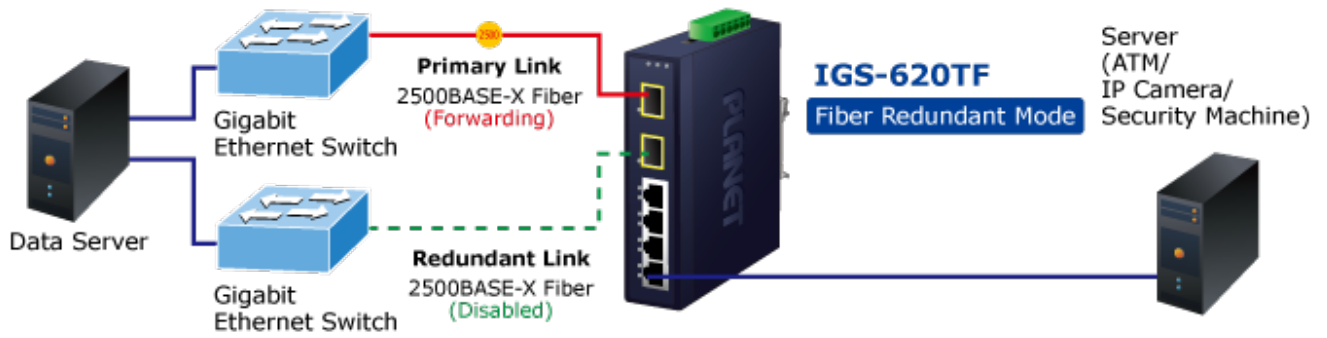 2500
Primary Link
2500BASE-X Fiber
(Forwarding)
Gigabit
Ethernet Switch
Data Server
Redundant Link
2500BASE-X Fiber
(Disabled)
Gigabit
Ethernet Switch
PLANET
IGS-620TF
Fiber Redundant Mode
Server
(ATM/
IP Camera/
Security Machine)